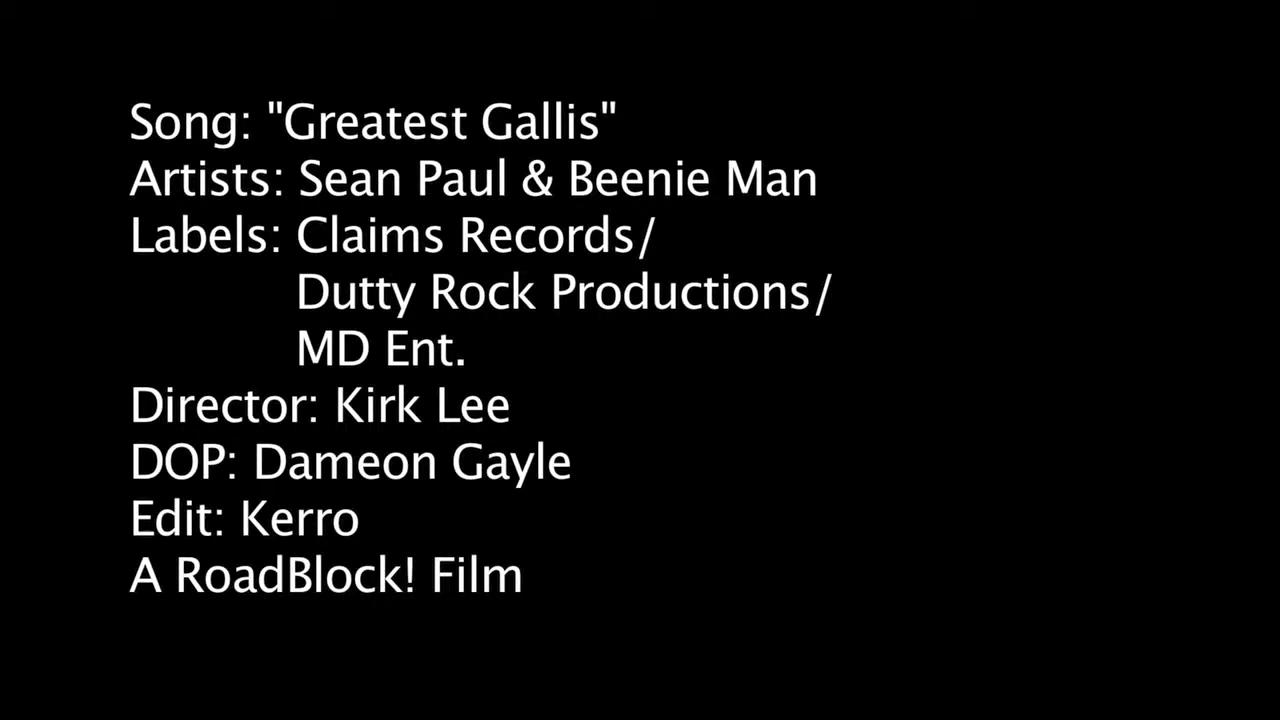 Song: "Greatest Gallis"
Artists: Sean Paul & Beenie Man
Labels: Claims Records/
Dutty Rock Productions/
MD Ent.
Director: Kirk Lee
DOP: Dameon Gayle
Edit: Kerro
A RoadBlock! Film